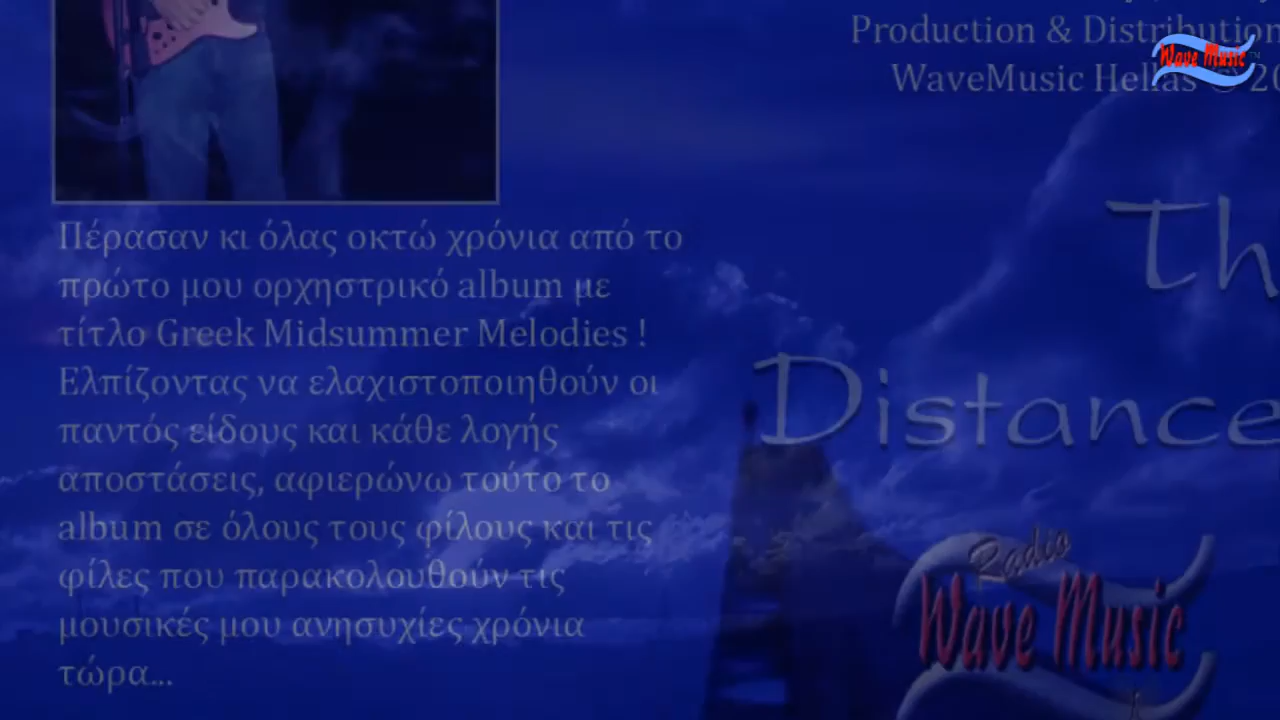 Production & Distribution
WaveMusic Hellas © 20
Wave Music
Πέρασαν κι όλας οκτώ χρόνια από το
πρώτο μου ορχηστρικό album με
τίτλο Greek Midsummer Melodies !
Ελπίζοντας να ελαχιστοποιηθούν οι
παντός είδους και κάθε λογής
αποστάσεις, αφιερώνω τούτο το
album σε όλους τους φίλους και τις
φίλες που παρακολουθούν τις
μουσικές μου ανησυχίες χρόνια
τώρα...
Th
Distance
Radio
Wave Music